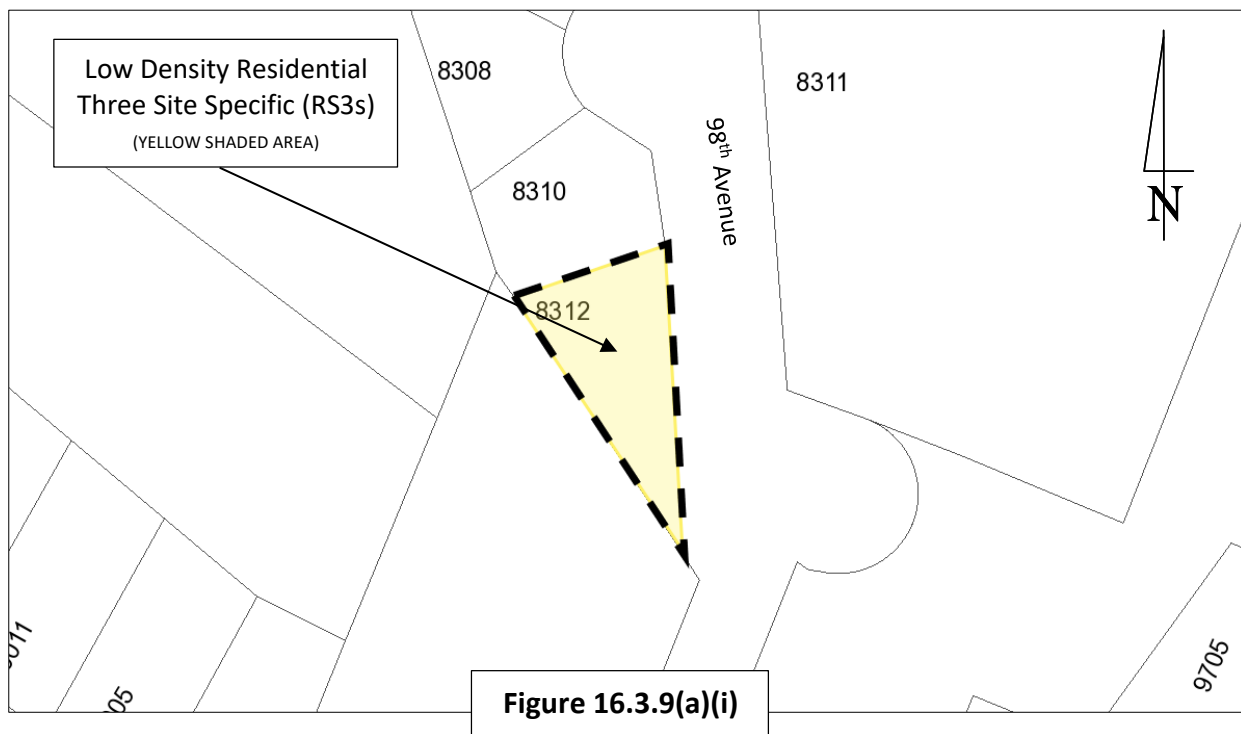 Low Density Residential
Three Site Specific (RS3s)
(YELLOW SHADED AREA)
8308
8311
98th Avenue
8310
N
8312
9705
Figure 16.3.9(a)(i)